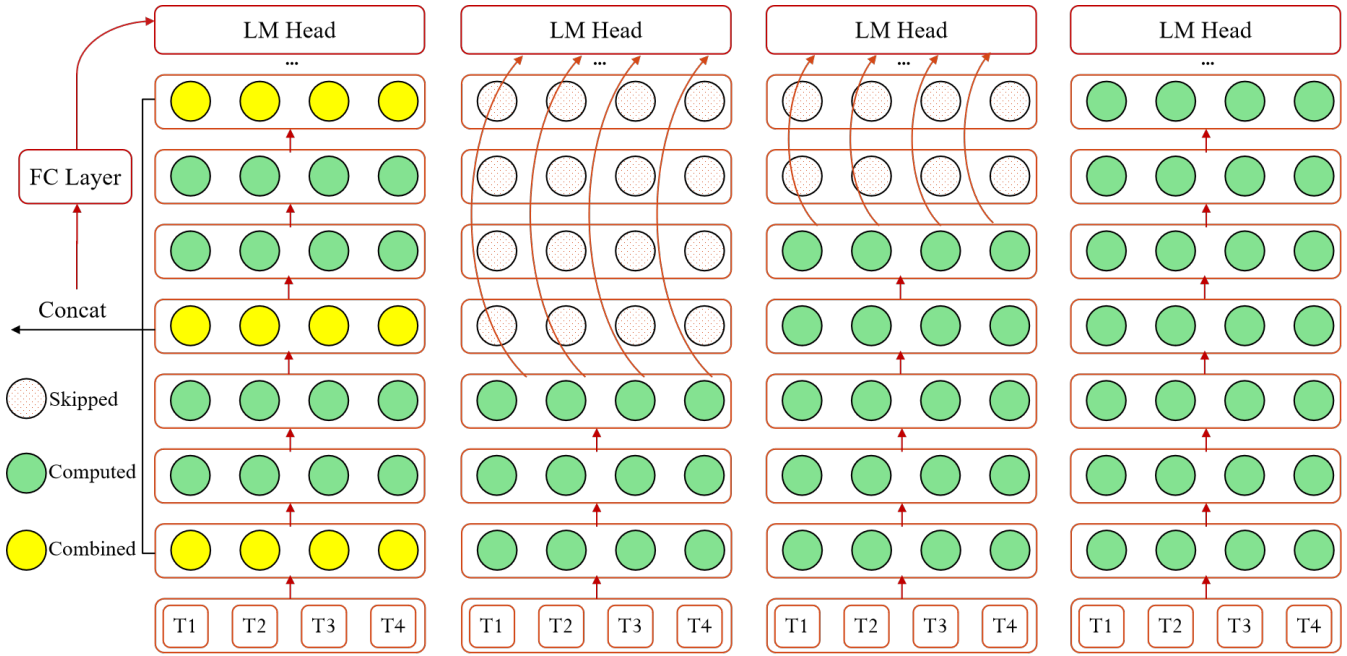 LM Head
LM Head
LM Head
LM Head
...
...
...
...
FC Layer
Concat
Skipped
Computed
Combined
T1 T2 T3 T4
T1 T2 T3 T4
T1 T2 T3 T4
T1 T2 T3 T4